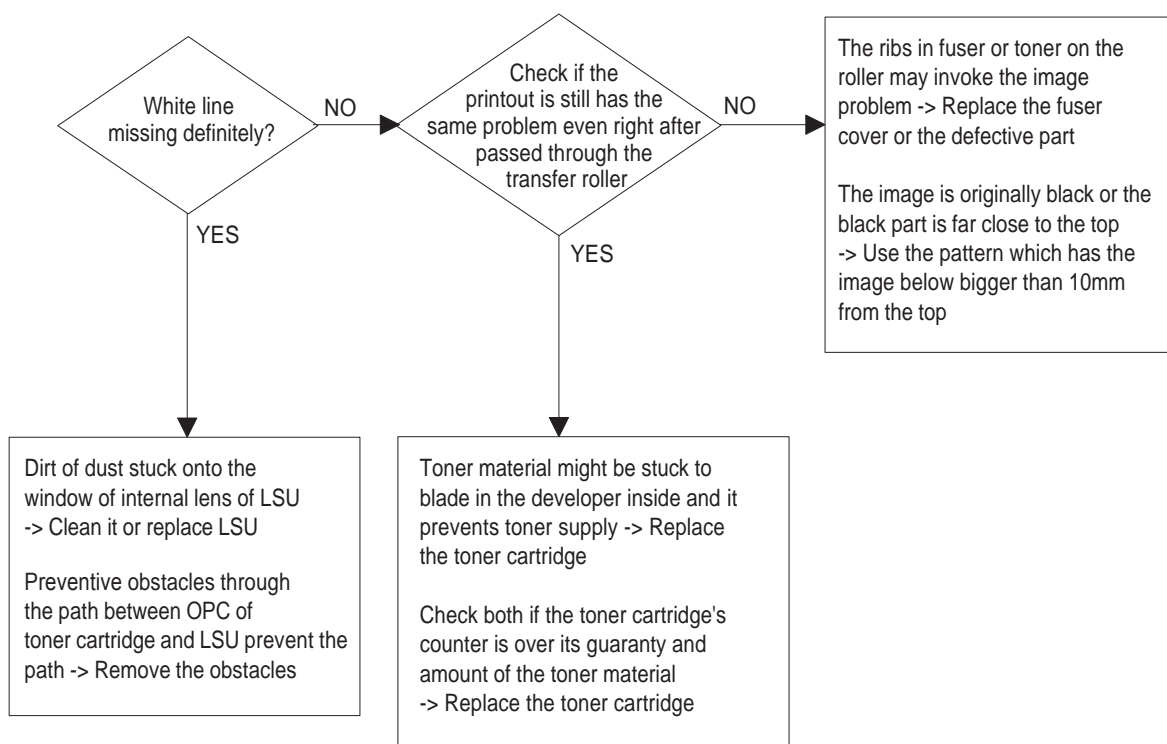 White line
missing definitely?
NO
YES
Check if the
printout is still has the
same problem even right after
passed through the
transfer roller
NO
YES
The ribs in fuser or toner on the
roller may invoke the image
problem -> Replace the fuser
cover or the defective part
The image is originally black or the
black part is far close to the top
-> Use the pattern which has the
image below bigger than 10mm
from the top
Dirt of dust stuck onto the
window of internal lens of LSU
-> Clean it or replace LSU
Preventive obstacles through
the path between OPC of
toner cartridge and LSU prevent the
path -> Remove the obstacles
Toner material might be stuck to
blade in the developer inside and it
prevents toner supply -> Replace
the toner cartridge
Check both if the toner cartridge's
counter is over its guaranty and
amount of the toner material
-> Replace the toner cartridge